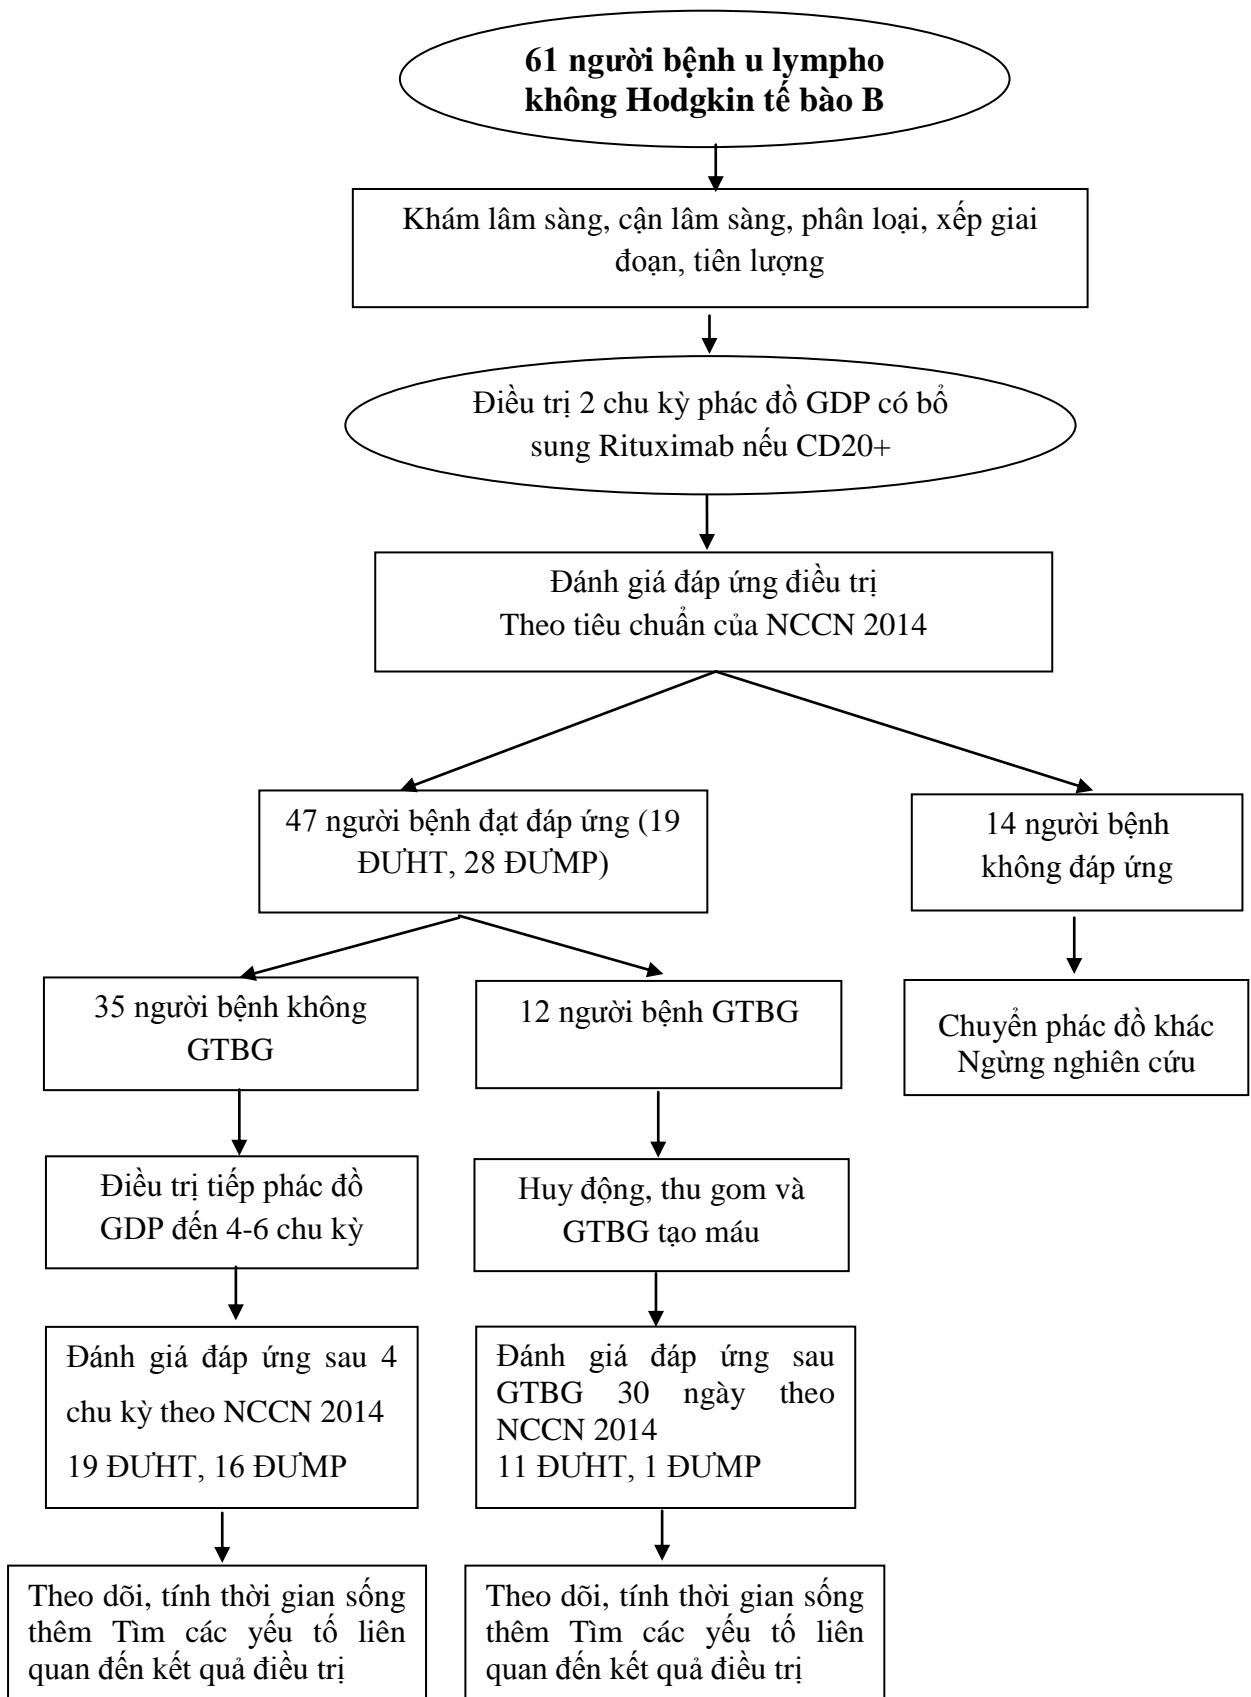 61 người bệnh u lympho
không Hodgkin tế bào B
Khám lâm sàng, cận lâm sàng, phân loại, xếp giai
đoạn, tiên lượng
Điều trị 2 chu kỳ phác đồ GDP có bổ
sung Rituximab nếu CD20+
Đánh giá đáp ứng điều trị
Theo tiêu chuẩn của NCCN 2014
47 người bệnh đạt đáp ứng (19
ĐƯHT, 28 ĐƯMP)
14 người bệnh
không đáp ứng
35 người bệnh không
GTBG
12 người bệnh GTBG
Chuyển phác đồ khác
Ngừng nghiên cứu
Điều trị tiếp phác đồ
GDP đến 4-6 chu kỳ
Huy động, thu gom và
GTBG tạo máu
Đánh giá đáp ứng sau 4
chu kỳ theo NCCN 2014
19 ĐƯHT, 16 ĐƯMP
Đánh giá đáp ứng sau
GTBG 30 ngày theo
NCCN 2014
11 ĐƯHT, 1 ĐƯMP
Theo dõi, tính thời gian sống
thêm Tìm các yếu tố liên
quan đến kết quả điều trị
Theo dõi, tính thời gian sống
thêm Tìm các yếu tố liên
quan đến kết quả điều trị